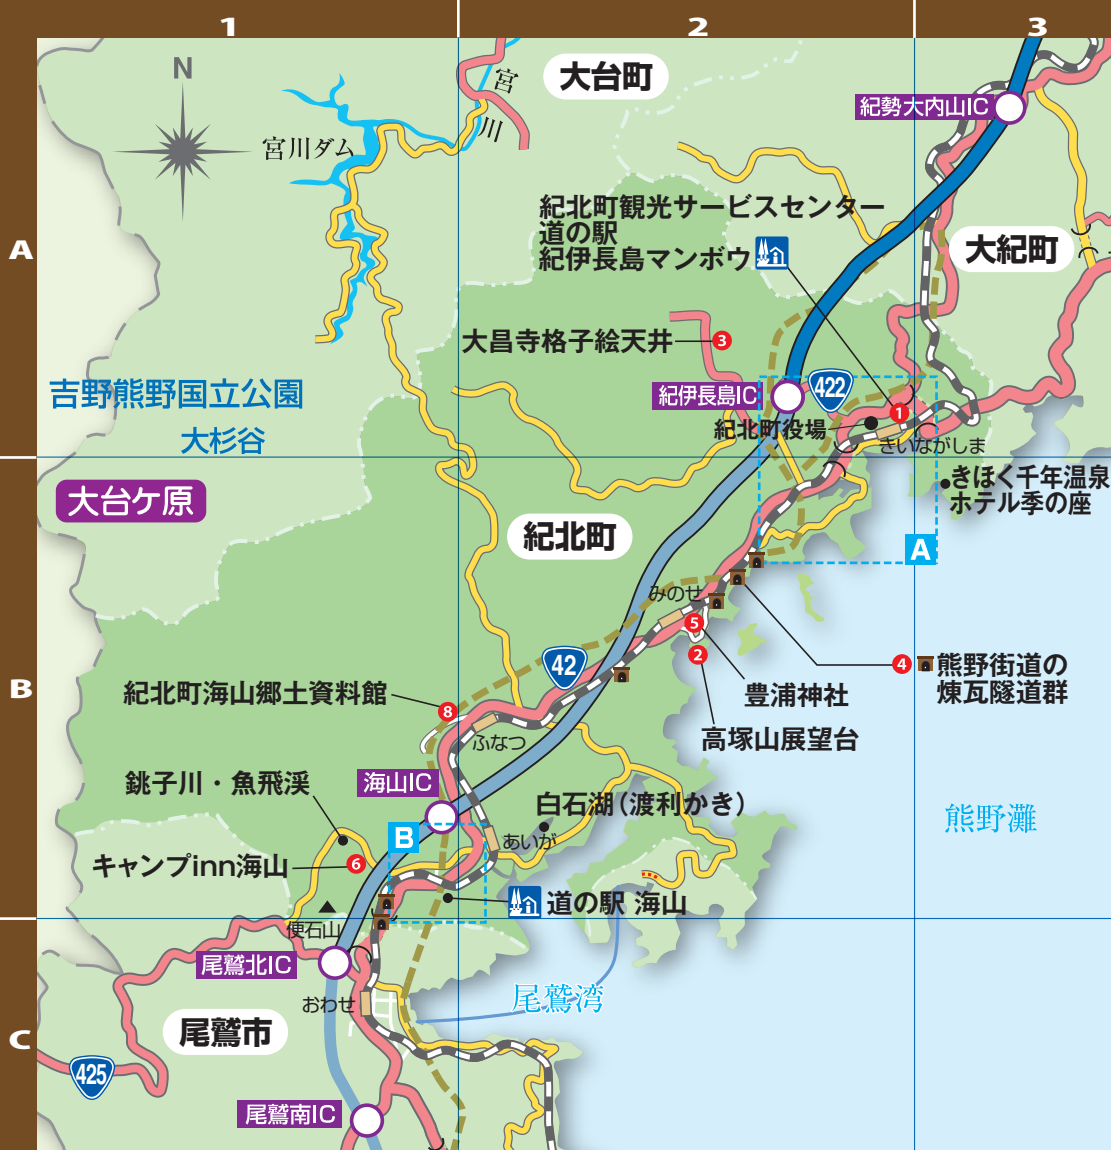 1
2
3
N
大台町
宮
川
宮川ダム
紀勢大内山IC
紀北町観光サービスセンター
道の駅
紀伊長島マンボウ
大紀町
A
大昌寺格子絵天井
3
吉野熊野国立公園
大杉谷
紀伊長島IC
422
1
紀北町役場
きいながしま
大台ケ原
きほく千年温泉
ホテル季の座
紀北町
A
みのせ
5
2
42
4
熊野街道の
煉瓦隧道群
B
紀北町海山郷土資料館
8
豊浦神社
高塚山展望台
ふなつ
海山IC
銚子川・魚飛渓
白石湖(渡利かき)
熊野灘
B
あいが
キャンプinn海山
6
道の駅 海山
便石山
尾鷲北IC
おわせ
尾鷲湾
尾鷲市
C
425
尾鷲南IC